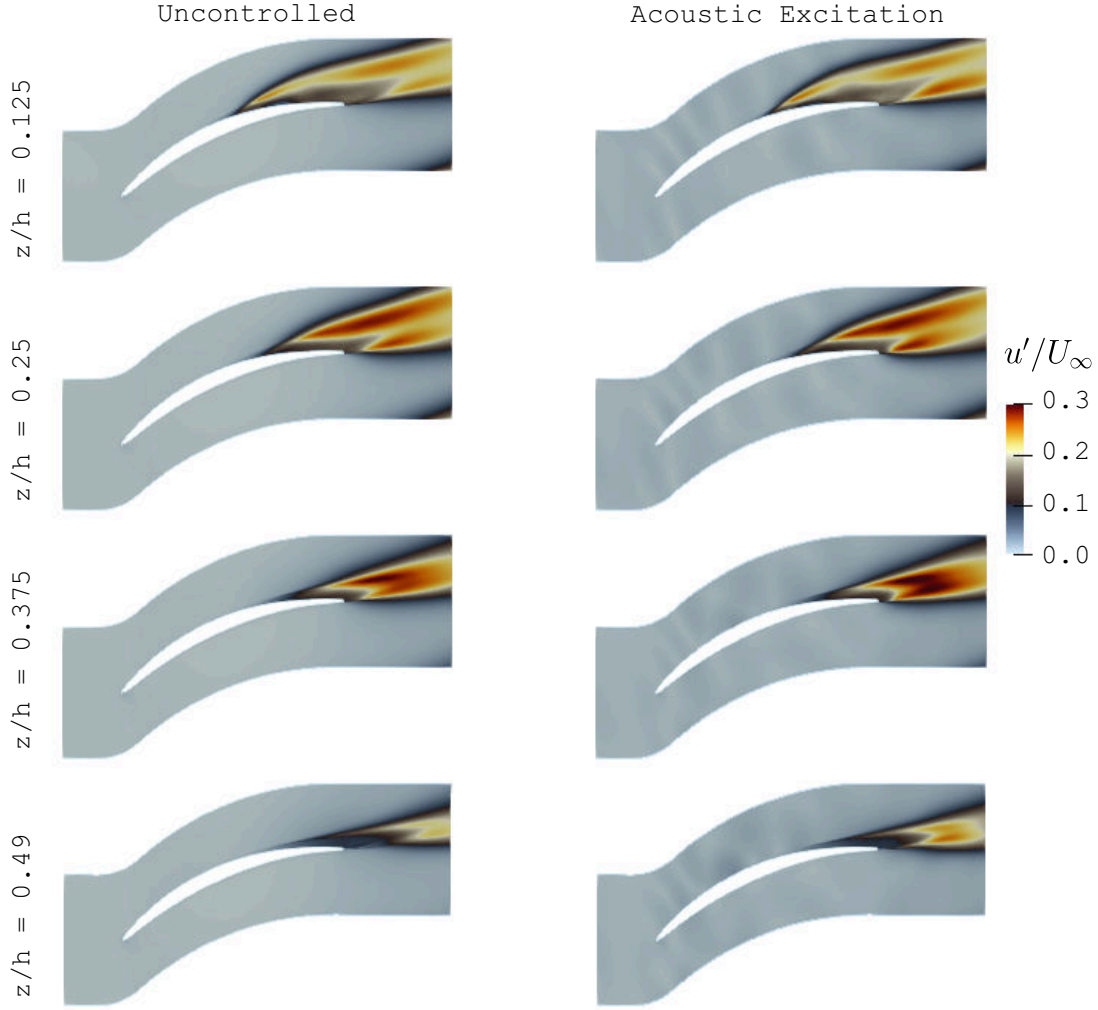 Uncontrolled
Acoustic Excitation
z/h = 0.125
z/h = 0.25
z/h = 0.375
z/h = 0.49
u'/U∞
0.3
0.2
0.1
0.0